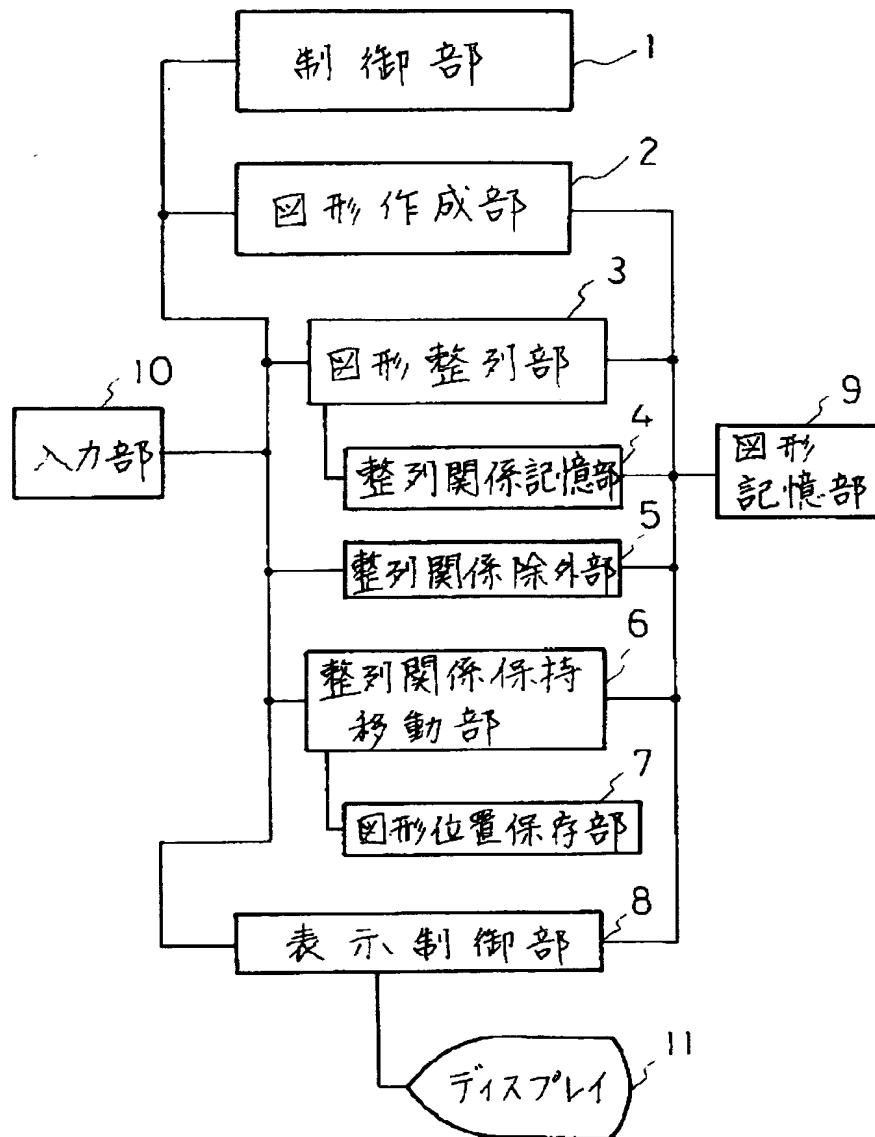 制御部
1
図形作成部
2
図形整列部
3
10
入力部
整列関係記憶部
4
図形
記憶部
9
整列関係除外部
5
整列関係保持
移動部
6
図形位置保存部
7
表示制御部
8
ディスプレイ
11